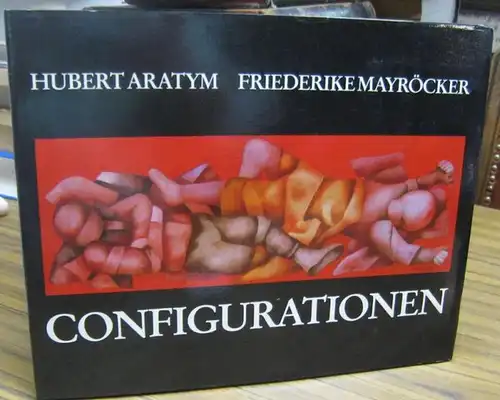 HUBERT ARATYM FRIEDERIKE MAYRÖCKER
CONFIGURATIONEN